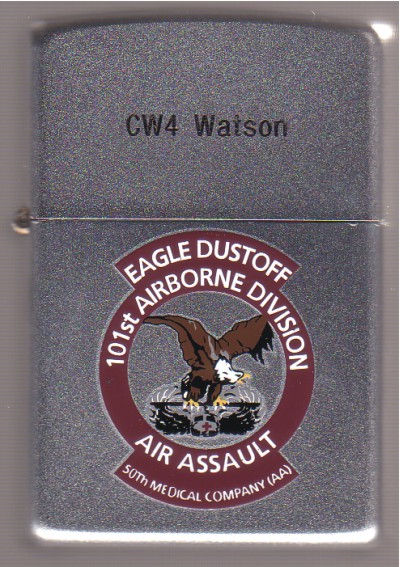 CW4 Watson
EAGLE DUSTOFF
101st AIRBORNE DIVISION
AIR ASSAULT
50Th MEDICAL COMPANY (AA)